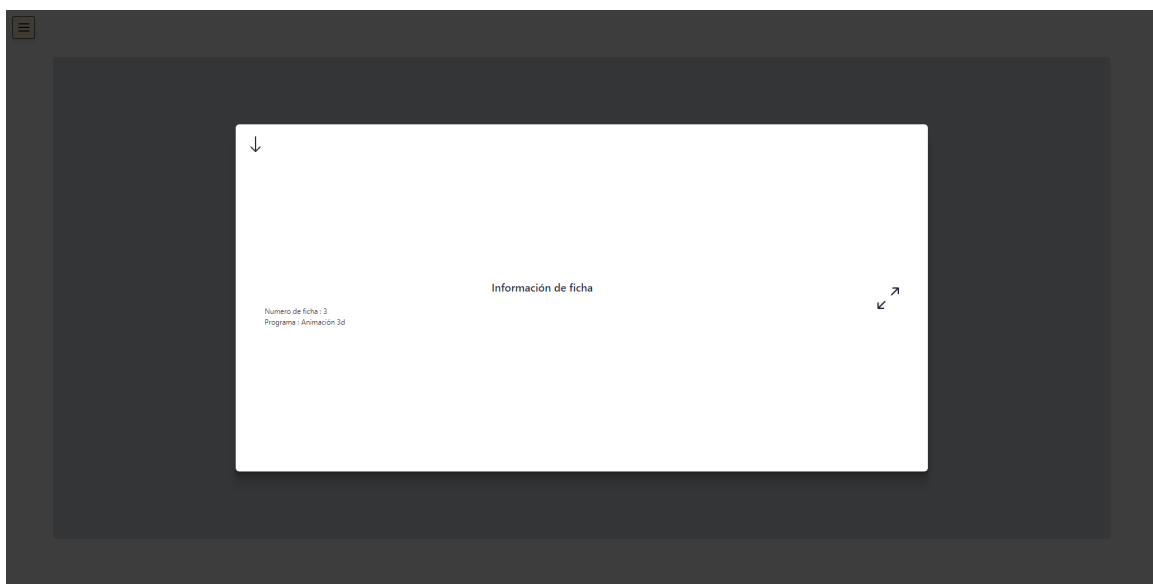 Información de ficha
Numero de ficha : 3
Programa : Animación 3d